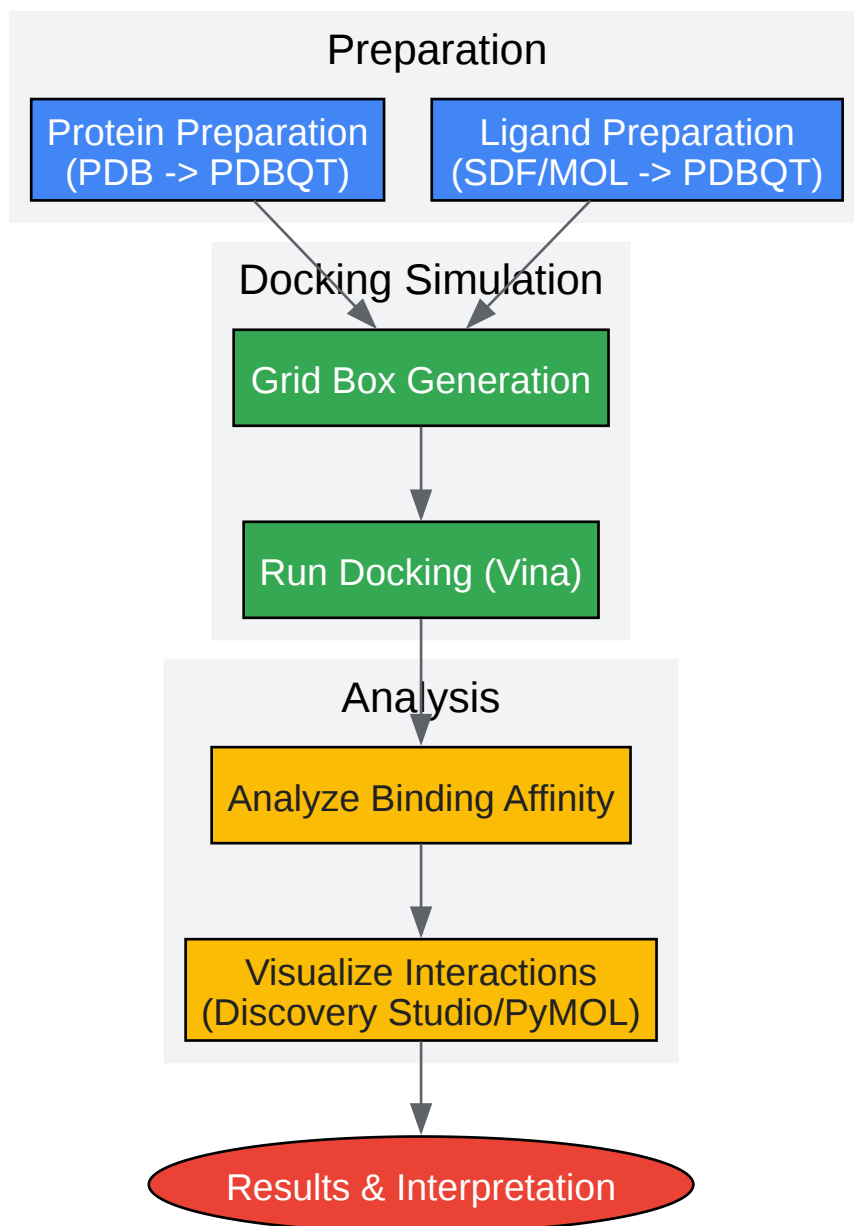 Preparation
Protein Preparation
(PDB -> PDBQT)
Ligand Preparation
(SDF/MOL -> PDBQT)
Docking Simulation
Grid Box Generation
Run Docking (Vina)
Analysis
Analyze Binding Affinity
Visualize Interactions
(Discovery Studio/PyMOL)
Results & Interpretation